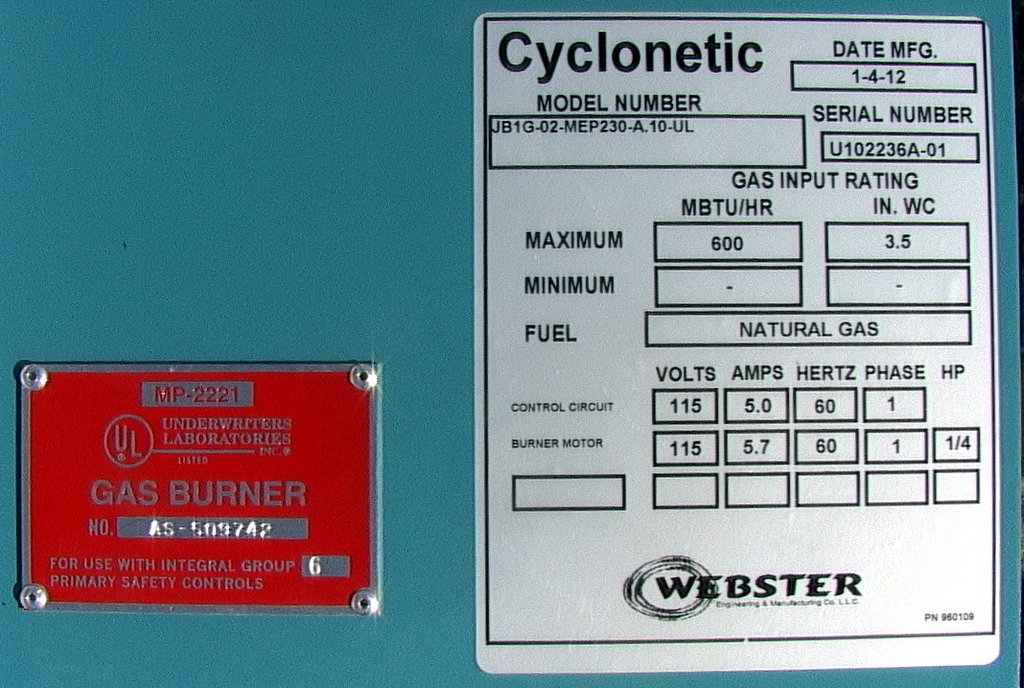 Cyclonetic
DATE MFG.
1-4-12
MODEL NUMBER
JB1G-02-MEP230-A.10-UL
SERIAL NUMBER
U102236A-01
GAS INPUT RATING
MBTU/HR IN. WC
MAXIMUM 600 3.5
MINIMUM - -
FUEL NATURAL GAS
VOLTS AMPS HERTZ PHASE HP
CONTROL CIRCUIT 115 5.0 60 1
BURNER MOTOR 115 5.7 60 1 1/4
WEBSTER
Engineering & Manufacturing Co., L.L.C.
PN 960109
MP-2221
UL
UNDERWRITERS
LABORATORIES
INC.®
LISTED
GAS BURNER
NO. AS-509742
FOR USE WITH INTEGRAL GROUP 6
PRIMARY SAFETY CONTROLS